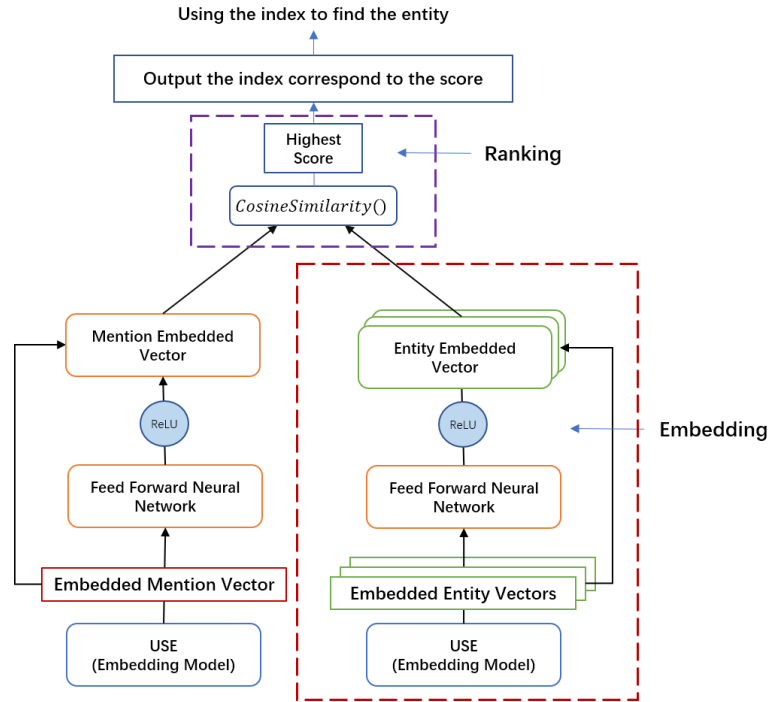 Using the index to find the entity
Output the index correspond to the score
Highest
Score
Ranking
CosineSimilarity()
Mention Embedded
Vector
Entity Embedded
Vector
ReLU
ReLU
Embedding
Feed Forward Neural
Network
Feed Forward Neural
Network
Embedded Mention Vector
Embedded Entity Vectors
USE
(Embedding Model)
USE
(Embedding Model)